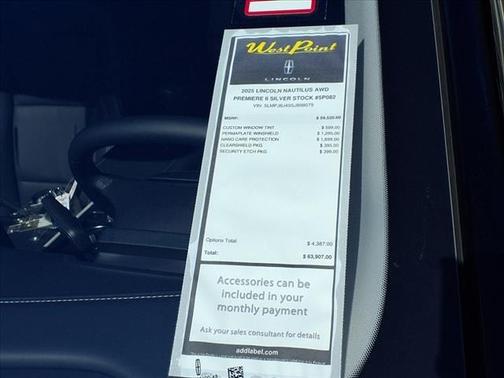 West Point
LINCOLN
2025 LINCOLN NAUTILUS AWD
PREMIERE 6 SILVER STOCK #5P082
MSRP: $ 59,520.00
CUSTOM WINDOW TINT $ 599.00
PERMAPLATE WINDSHIELD $ 1,295.00
NANO CARE PROTECTION $ 1,699.00
CLEARSHIELD PKG. $ 395.00
SECURITY ETCH PKG. $ 399.00
Options Total: $ 4,387.00
Total: $ 63,907.00
Accessories can be
included in your
monthly payment
Ask your sales consultant for details
addlabel.com